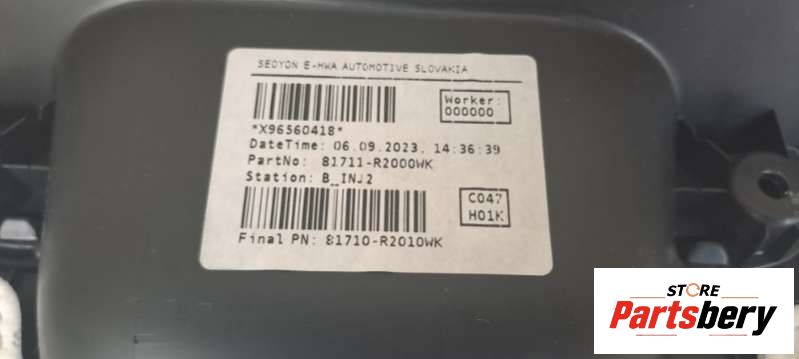 SEOYON E-HWA AUTOMOTIVE SLOVAKIA
Worker:
000000
*X96560418*
DateTime: 06.09.2023, 14:36:39
PartNo: 81711-R2000WK
Station: B_INJ2
C047
H01K
Final PN: 81710-R2010WK
STORE
Partsbery